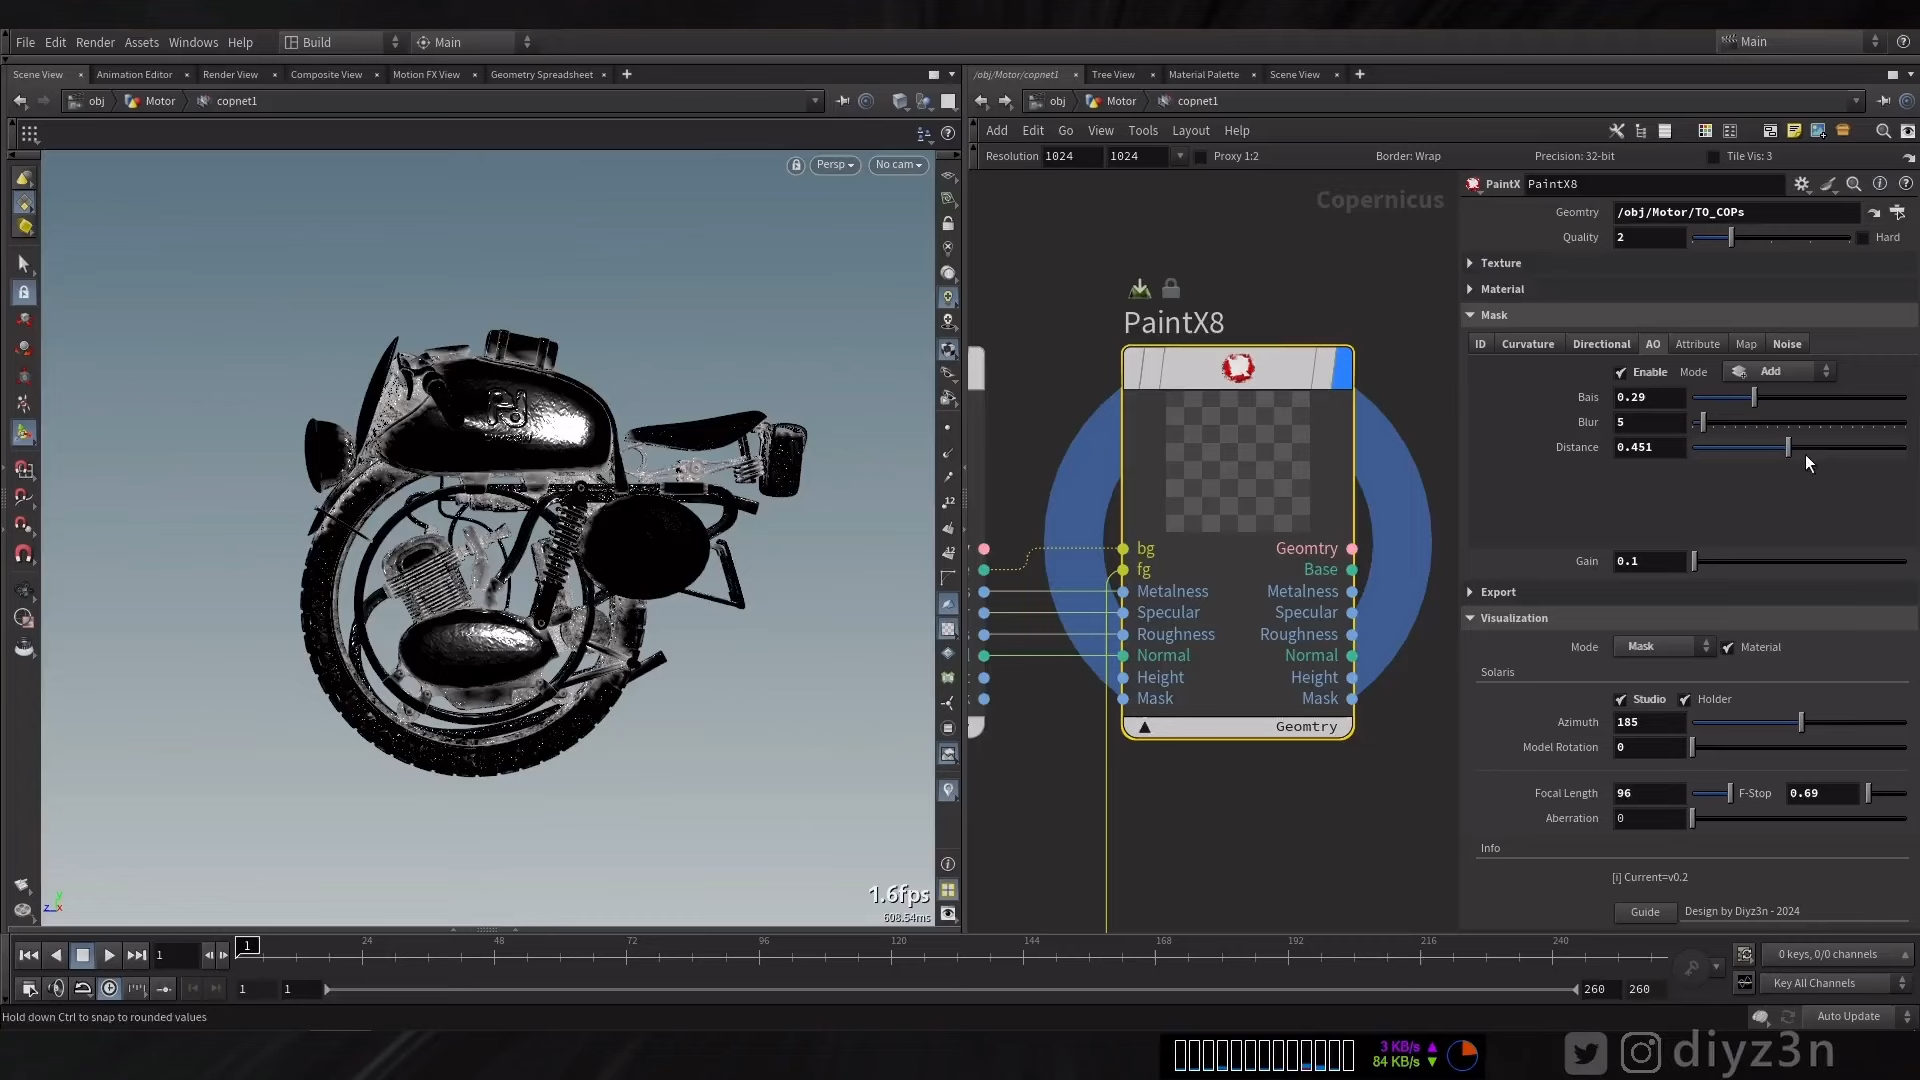 File Edit Render Assets Windows Help Build Main Main
Scene View Animation Editor Render View Composite View Motion FX View Geometry Spreadsheet
/obj/Motor/copnet1 Tree View Material Palette Scene View
obj Motor copnet1
obj Motor copnet1
Add Edit Go View Tools Layout Help
Resolution 1024 1024 Proxy 1:2 Border: Wrap Precision: 32-bit Tile Vis: 3
Persp No cam
Copernicus
PaintX8
bg
fg
Metalness
Specular
Roughness
Normal
Height
Mask
Geomtry
Base
Metalness
Specular
Roughness
Normal
Height
Mask
Geomtry
PaintX PaintX8
Geomtry /obj/Motor/TO_COPs
Quality 2 Hard
Texture
Material
Mask
ID Curvature Directional AO Attribute Map Noise
Enable Mode Add
Bais 0.29
Blur 5
Distance 0.451
Gain 0.1
Export
Visualization
Mode Mask Material
Solaris
Studio Holder
Azimuth 185
Model Rotation 0
Focal Length 96 F-Stop 0.69
Aberration 0
Info
[i] Current=v0.2
Guide Design by Diyz3n - 2024
12
12
1.6fps
608.54ms
y
z x
1 1 24 48 72 96 120 144 168 192 216 240
0 keys, 0/0 channels
1 1 260 260
Key All Channels
Hold down Ctrl to snap to rounded values
Auto Update
3 KB/s
84 KB/s
diyz3n